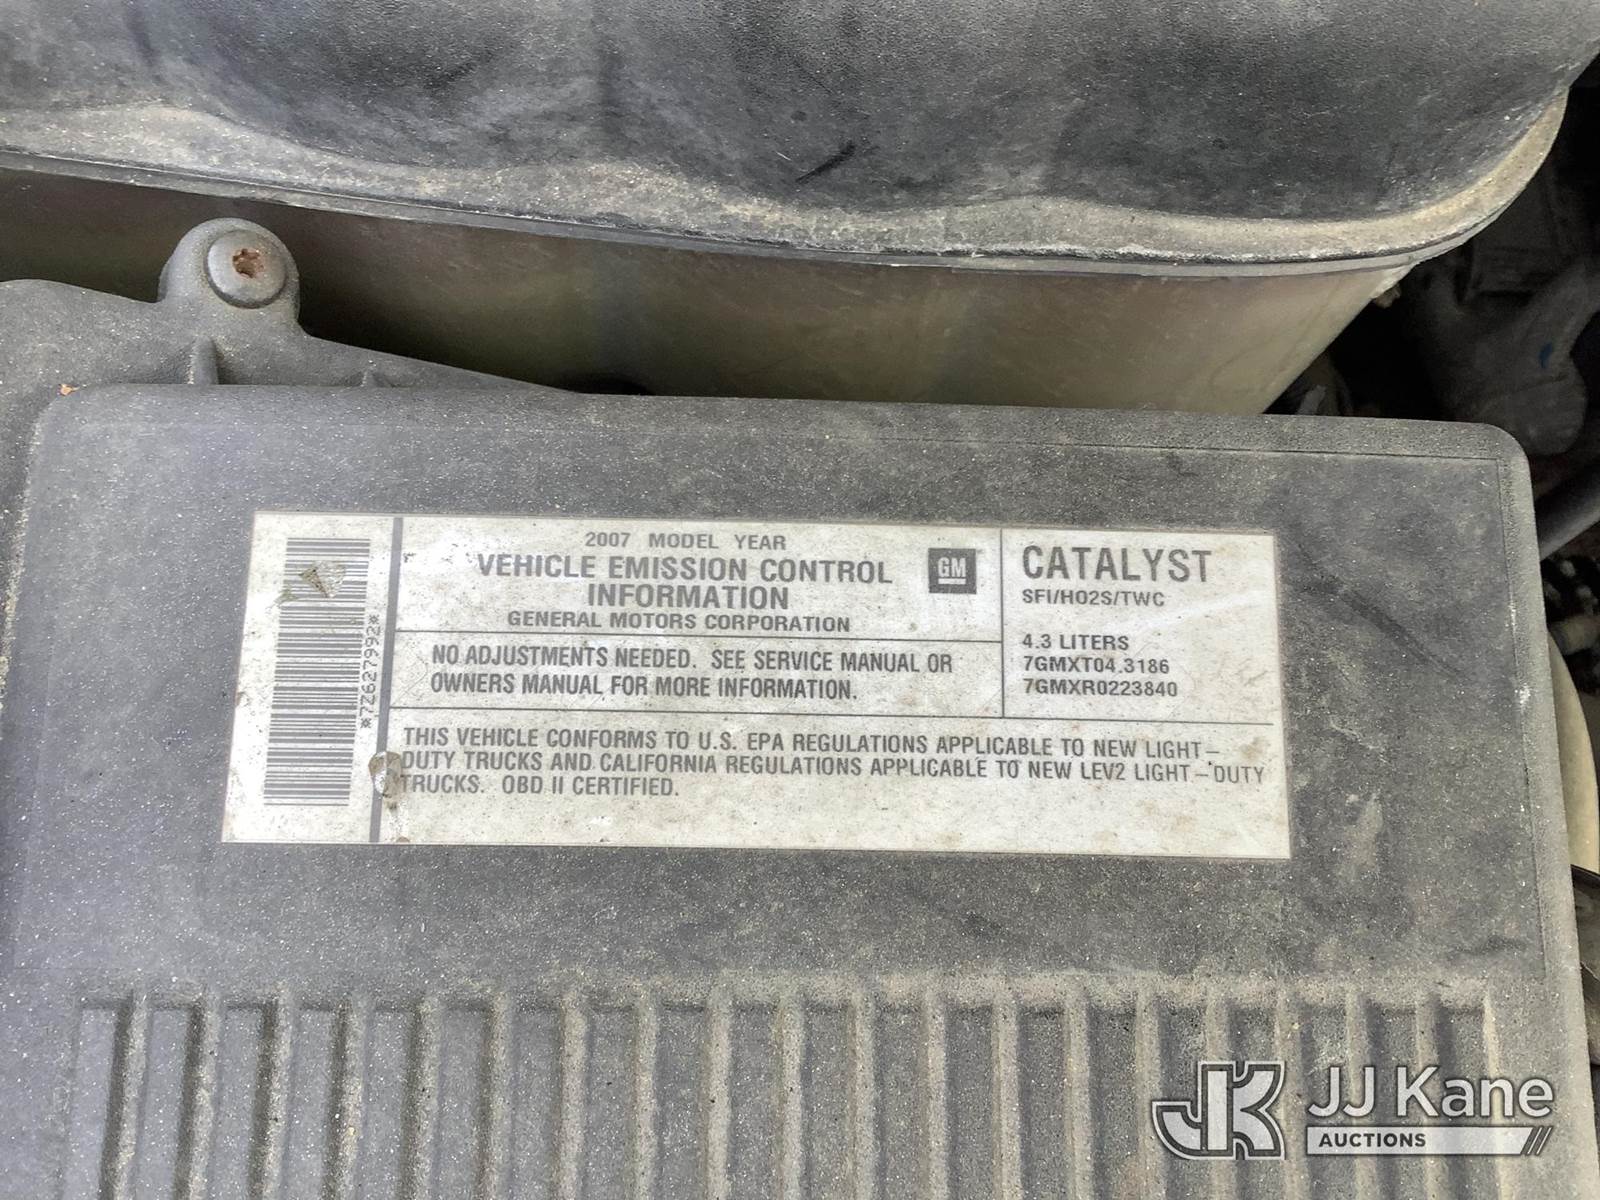 2007 MODEL YEAR
VEHICLE EMISSION CONTROL
INFORMATION
GENERAL MOTORS CORPORATION
GM
NO ADJUSTMENTS NEEDED. SEE SERVICE MANUAL OR
OWNERS MANUAL FOR MORE INFORMATION.
CATALYST
SFI/HO2S/TWC
4.3 LITERS
7GMXT04.3186
7GMXR0223840
THIS VEHICLE CONFORMS TO U.S. EPA REGULATIONS APPLICABLE TO NEW LIGHT–
DUTY TRUCKS AND CALIFORNIA REGULATIONS APPLICABLE TO NEW LEV2 LIGHT–DUTY
TRUCKS. OBD II CERTIFIED.
*7Z627992*
JK JJ Kane
AUCTIONS